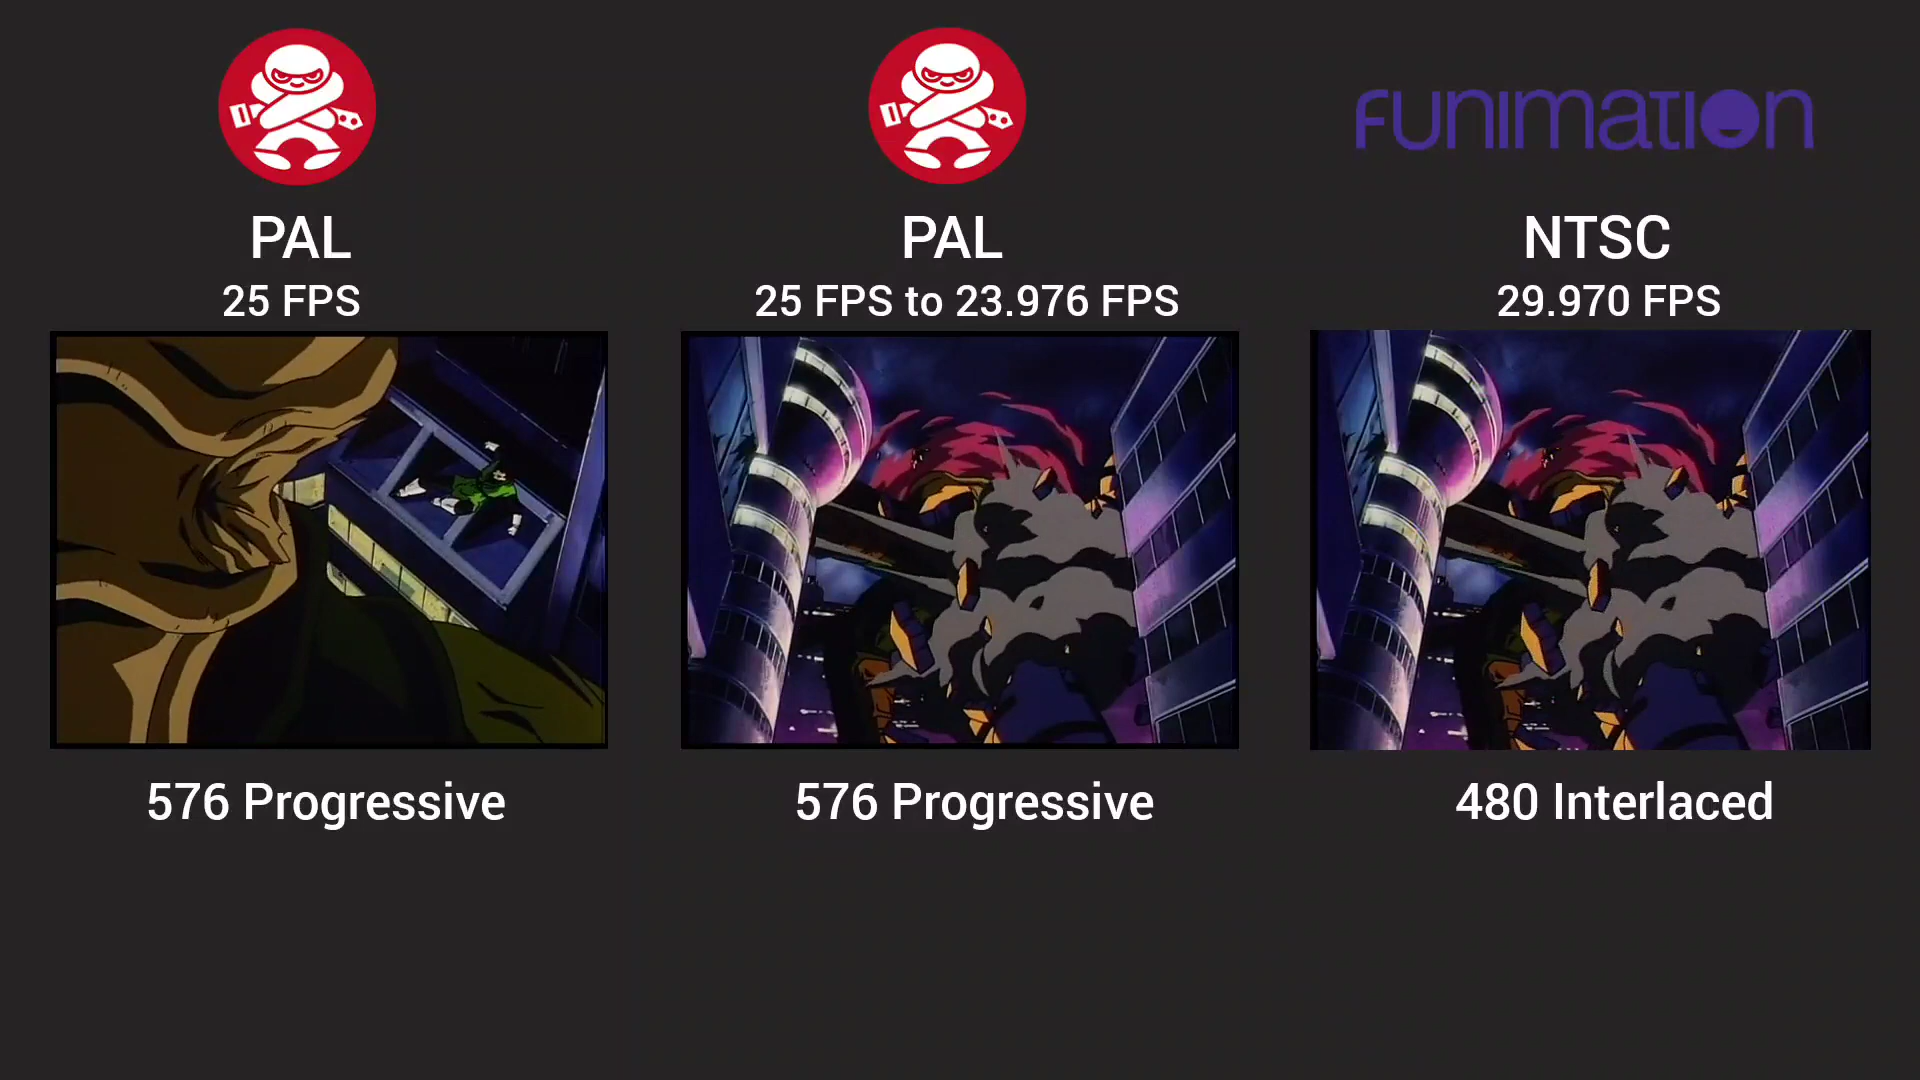 FUNIMATION
PAL
PAL
NTSC
25 FPS
25 FPS to 23.976 FPS
29.970 FPS
576 Progressive
576 Progressive
480 Interlaced